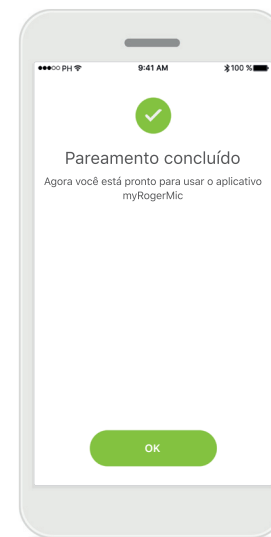 ●●●○○ PH 9:41 AM 100 %
Pareamento concluído
Agora você está pronto para usar o aplicativo
myRogerMic
OK